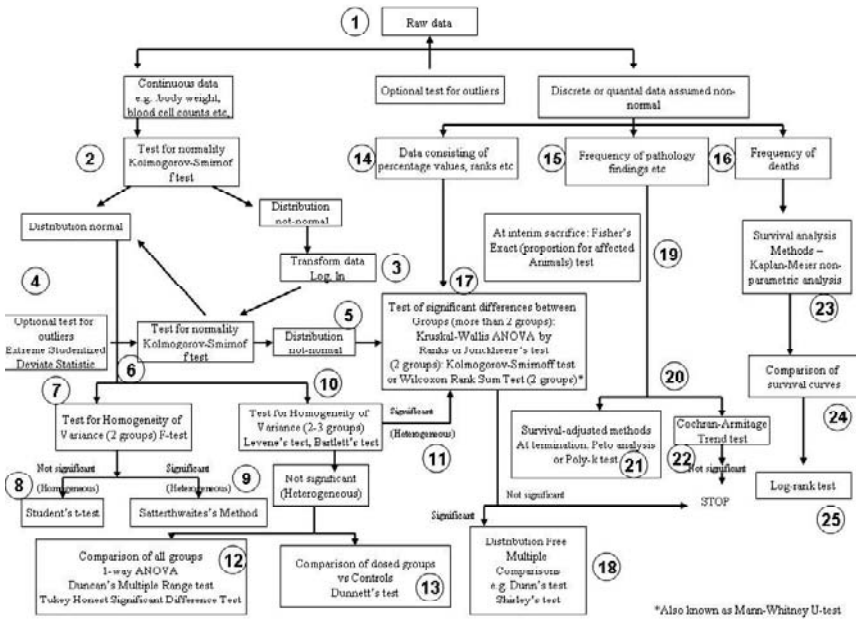 1
Raw data
Continuous data
e.g. body weight,
blood cell counts etc,
Optional test for outliers
Discrete or quantal data assumed non-
normal
2
Test for normality
Kolmogorov-Smirnof
f test
14
Data consisting of
percentage values, ranks etc
15
Frequency of pathology
findings etc
16
Frequency
of deaths
Distribution normal
Distribution
not-normal
At interim sacrifice: Fisher's
Exact (proportion for affected
Animals) test
19
Survival analysis
Methods –
Kaplan-Meier non-
parametric analysis
3
Transform data
Log, ln
4
17
23
Optional test for
outliers
Extreme Studentized
Deviate Statistic
Test for normality
Kolmogorov-Smirnof
f test
5
Distribution
not-normal
Test of significant differences between
Groups (more than 2 groups):
Kruskal-Wallis ANOVA by
Ranks or Jonckheere's test
(2 groups): Kolmogorov-Smirnoff test
or Wilcoxon Rank Sum Test (2 groups)*
6
Comparison of
survival curves
7
10
20
24
Test for Homogeneity of
Variance (2 groups) F-test
Test for Homogeneity of
Variance (2-3 groups)
Levene's test, Bartlett's test
Significant
(Heterogeneous)
11
Survival-adjusted methods
At termination, Peto analysis
or Poly-k test
21
Cochran-Armitage
Trend test
22
Not significant
STOP
Log-rank test
25
Not significant
(Homogeneous)
Significant
(Heterogeneous)
8
9
Student's t-test
Satterthwaites's Method
Not significant
(Heterogeneous)
Not significant
Significant
Comparison of all groups
1-way ANOVA
Duncan's Multiple Range test
Tukey Honest Significant Difference Test
12
Comparison of dosed groups
vs Controls
Dunnett's test
13
Distribution Free
Multiple
Comparisons
e.g. Dunn's test
Shirley's test
18
*Also known as Mann-Whitney U-test